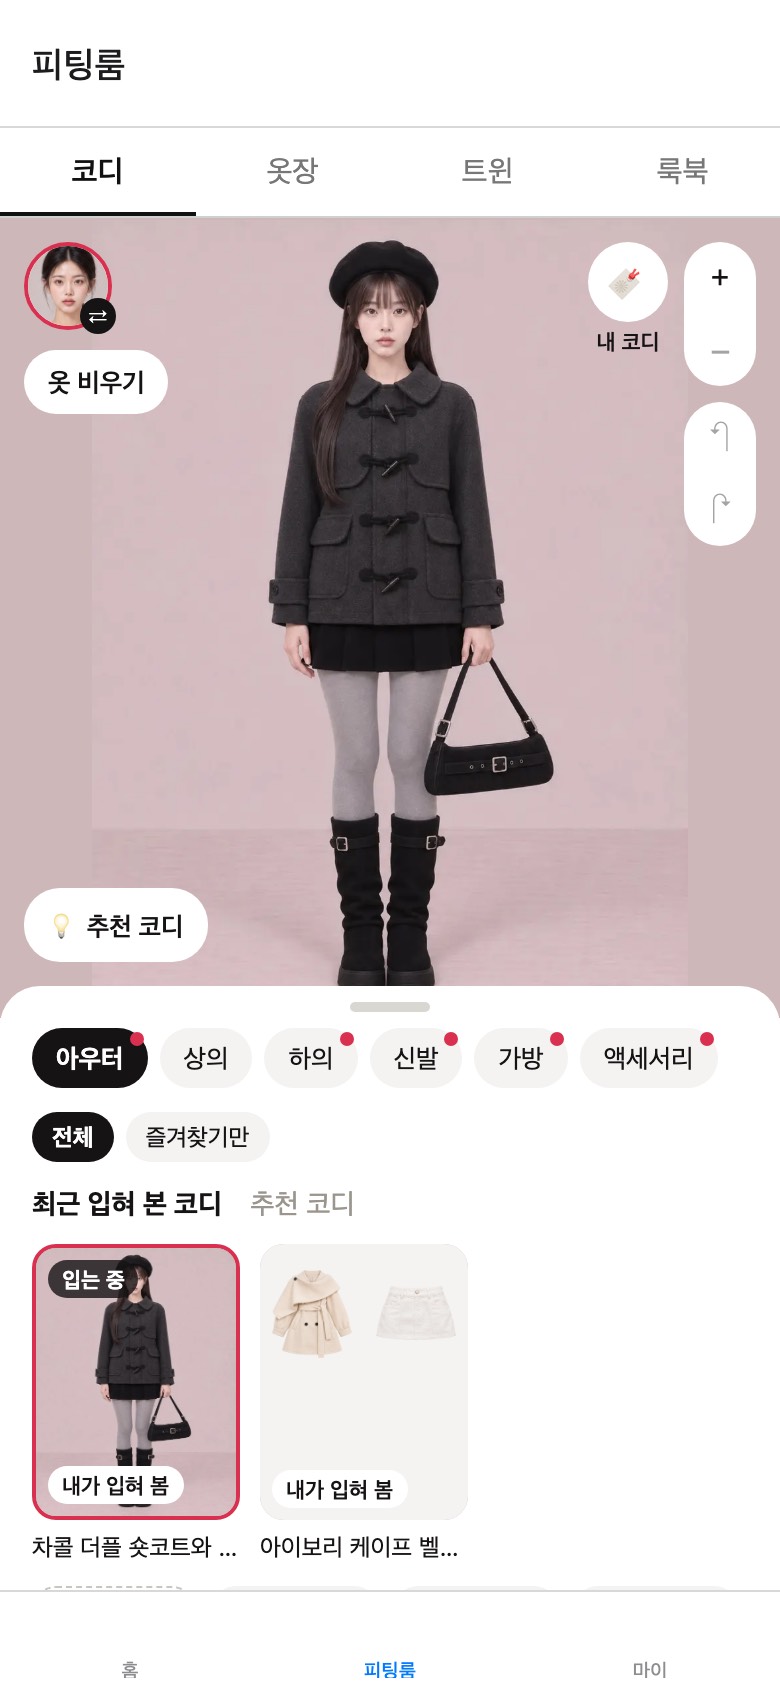 피팅룸
코디
옷장
트윈
룩북
옷 비우기
내 코디
추천 코디
아우터
상의
하의
신발
가방
액세서리
전체
즐겨찾기만
최근 입혀 본 코디
추천 코디
입는 중
내가 입혀 봄
내가 입혀 봄
차콜 더플 숏코트와 ...
아이보리 케이프 벨...
홈
피팅룸
마이